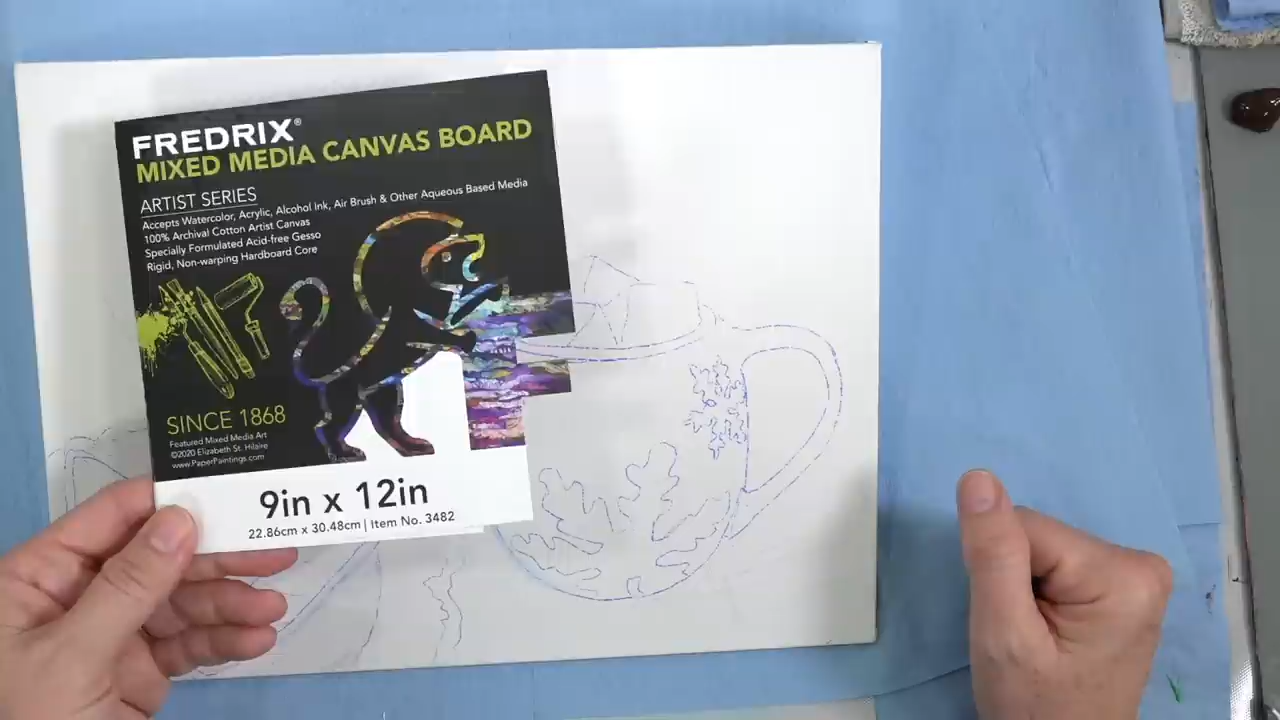 FREDRIX®
MIXED MEDIA CANVAS BOARD
ARTIST SERIES
Accepts Watercolor, Acrylic, Alcohol Ink, Air Brush & Other Aqueous Based Media
100% Archival Cotton Artist Canvas
Specially Formulated Acid-free Gesso
Rigid, Non-warping Hardboard Core
SINCE 1868
Featured Mixed Media Art
©2020 Elizabeth St. Hilaire
www.PaperPaintings.com
9in x 12in
22.86cm x 30.48cm | Item No. 3482